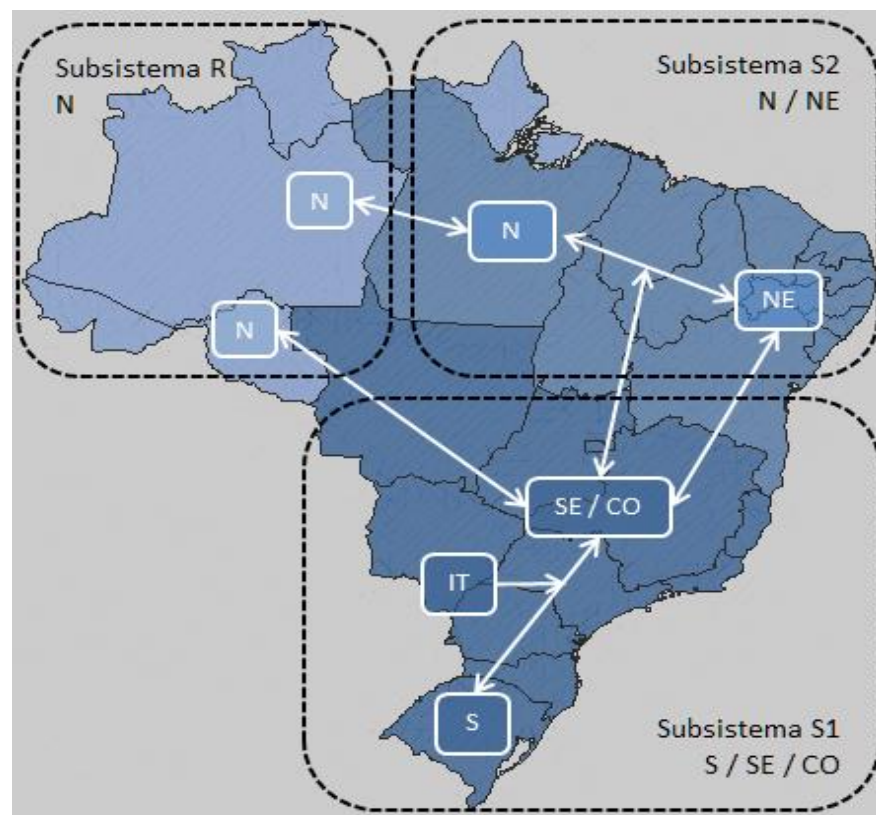 Subsistema R
N
Subsistema S2
N / NE
N
N
NE
N
SE / CO
IT
S
Subsistema S1
S / SE / CO